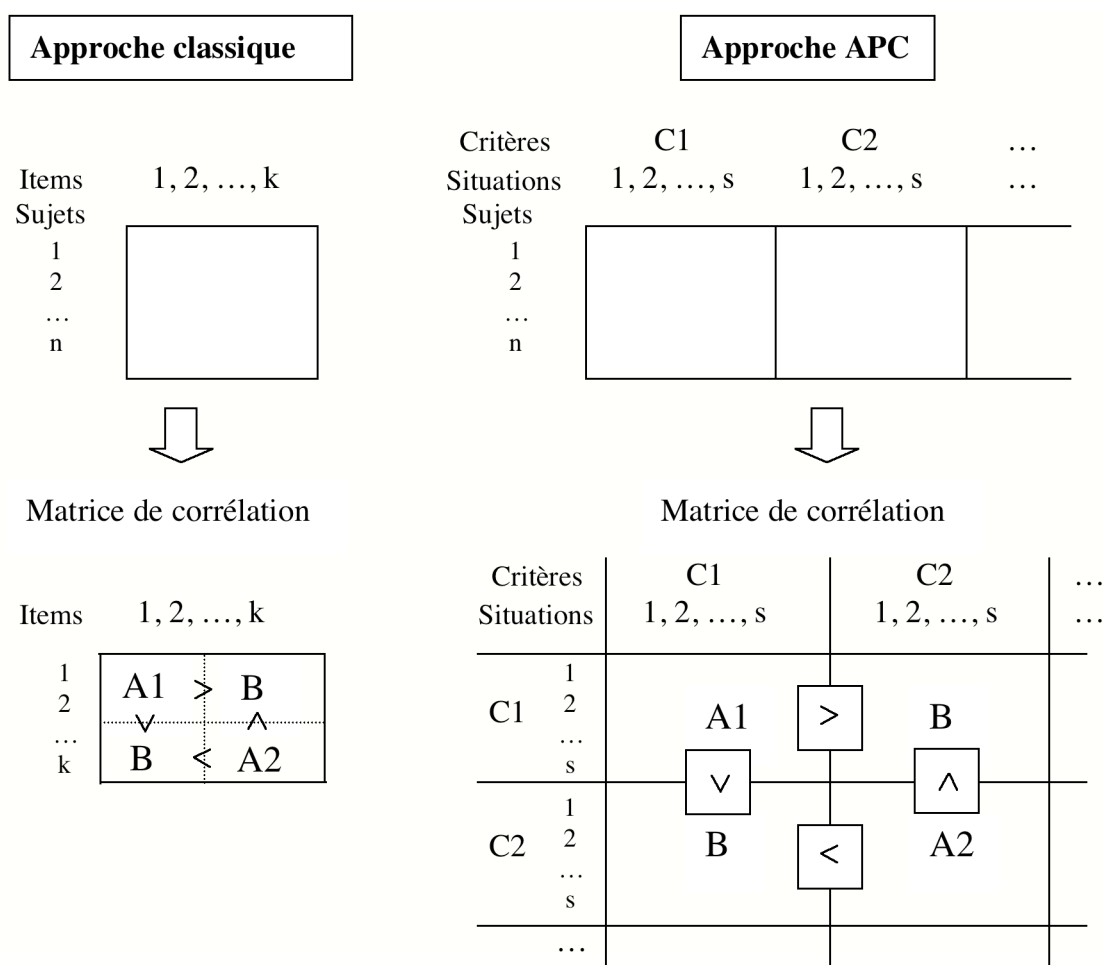 Approche classique
Items 1, 2, …, k
Sujets
1
2
…
n
Matrice de corrélation
Items 1, 2, …, k
1
2
…
k
A1 > B
∨ ∧
B < A2
Approche APC
Critères C1 C2 …
Situations 1, 2, …, s 1, 2, …, s …
Sujets
1
2
…
n
Matrice de corrélation
Critères C1 C2 …
Situations 1, 2, …, s 1, 2, …, s …
1
C1 2 A1 > B
…
s
∨ ∧
1
C2 2 B < A2
…
s
…